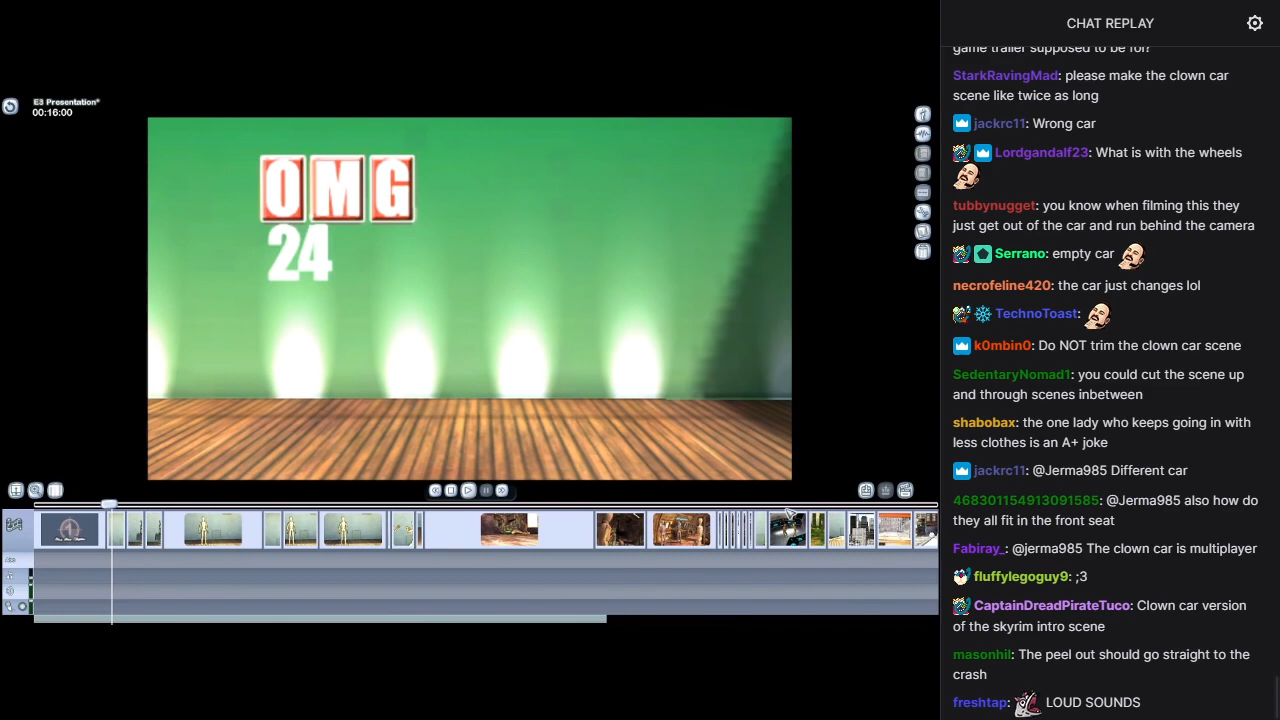 E3 Presentation*
00:16:00
OMG
24
CHAT REPLAY
game trailer supposed to be for?
StarkRavingMad: please make the clown car
scene like twice as long
jackrc11: Wrong car
Lordgandalf23: What is with the wheels
tubbynugget: you know when filming this they
just get out of the car and run behind the camera
Serrano: empty car
necrofeline420: the car just changes lol
TechnoToast:
k0mbin0: Do NOT trim the clown car scene
SedentaryNomad1: you could cut the scene up
and through scenes inbetween
shabobax: the one lady who keeps going in with
less clothes is an A+ joke
jackrc11: @Jerma985 Different car
468301154913091585: @Jerma985 also how do
they all fit in the front seat
Fabiray_: @jerma985 The clown car is multiplayer
fluffylegoguy9: ;3
CaptainDreadPirateTuco: Clown car version
of the skyrim intro scene
masonhil: The peel out should go straight to the
crash
freshtap: LOUD SOUNDS